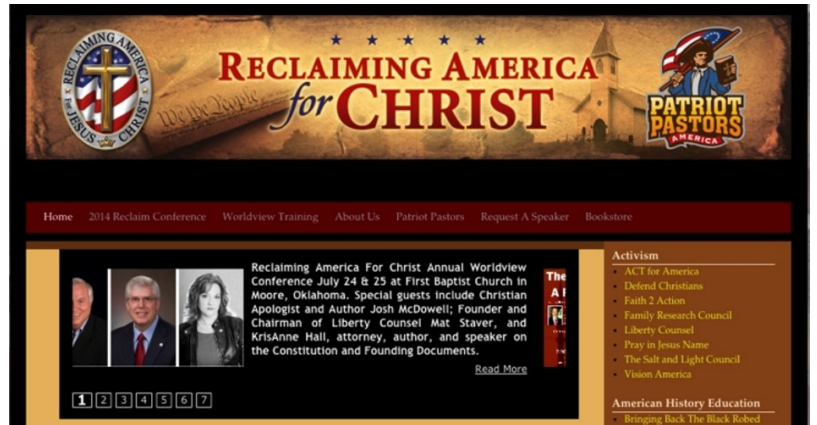 RECLAIMING AMERICA
FOR JESUS CHRIST
We the People
RECLAIMING AMERICA
for CHRIST
PATRIOT
PASTORS
AMERICA
Home 2014 Reclaim Conference Worldview Training About Us Patriot Pastors Request A Speaker Bookstore
Reclaiming America For Christ Annual Worldview
Conference July 24 & 25 at First Baptist Church in
Moore, Oklahoma. Special guests include Christian
Apologist and Author Josh McDowell; Founder and
Chairman of Liberty Counsel Mat Staver, and
KrisAnne Hall, attorney, author, and speaker on
the Constitution and Founding Documents.
Read More
The
A
1 2 3 4 5 6 7
Activism
ACT for America
Defend Christians
Faith 2 Action
Family Research Council
Liberty Counsel
Pray in Jesus Name
The Salt and Light Council
Vision America
American History Education
Bringing Back The Black Robed